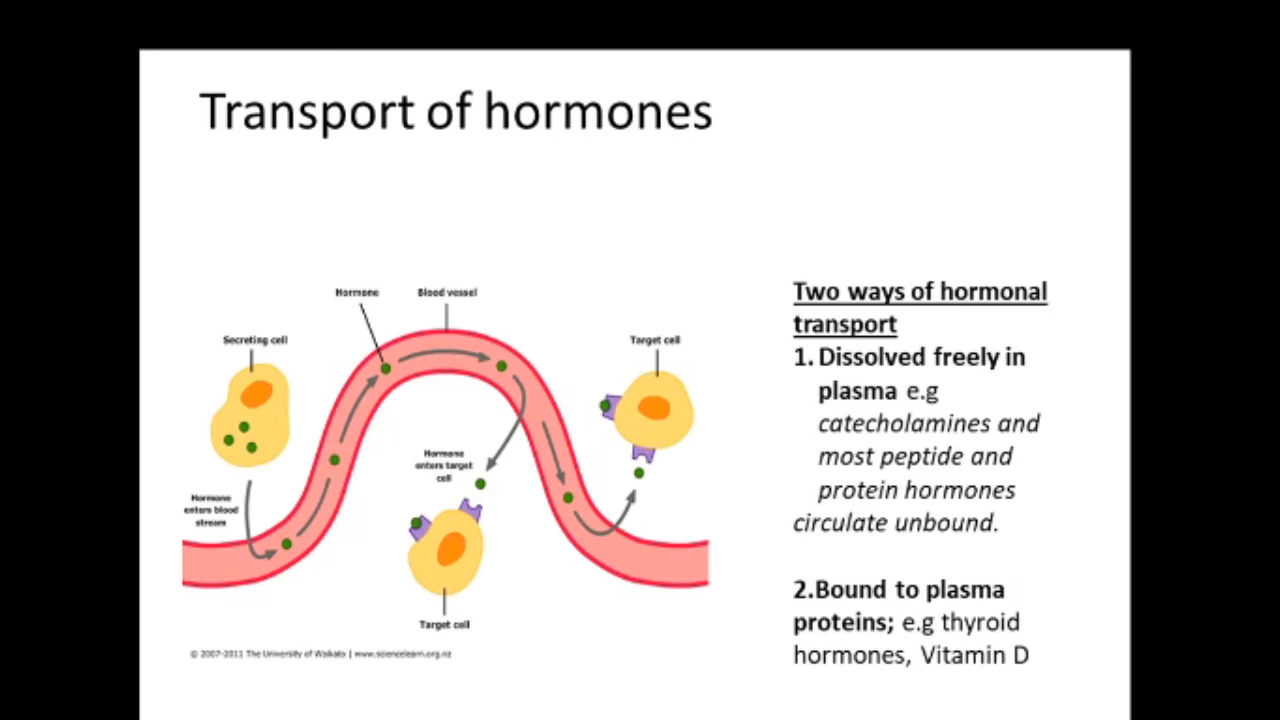 Transport of hormones
Hormone
Blood vessel
Secreting cell
Target cell
Hormone
enters target
cell
Hormone
enters blood
stream
Target cell
© 2007-2011 The University of Waikato | www.sciencelearn.org.nz
Two ways of hormonal
transport
1. Dissolved freely in
plasma e.g
catecholamines and
most peptide and
protein hormones
circulate unbound.
2.Bound to plasma
proteins; e.g thyroid
hormones, Vitamin D